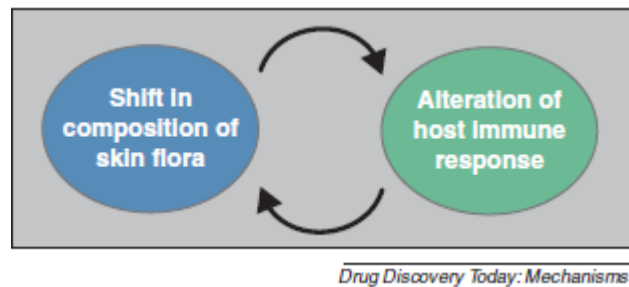 Shift in
composition of
skin flora
Alteration of
host immune
response
Drug Discovery Today: Mechanisms